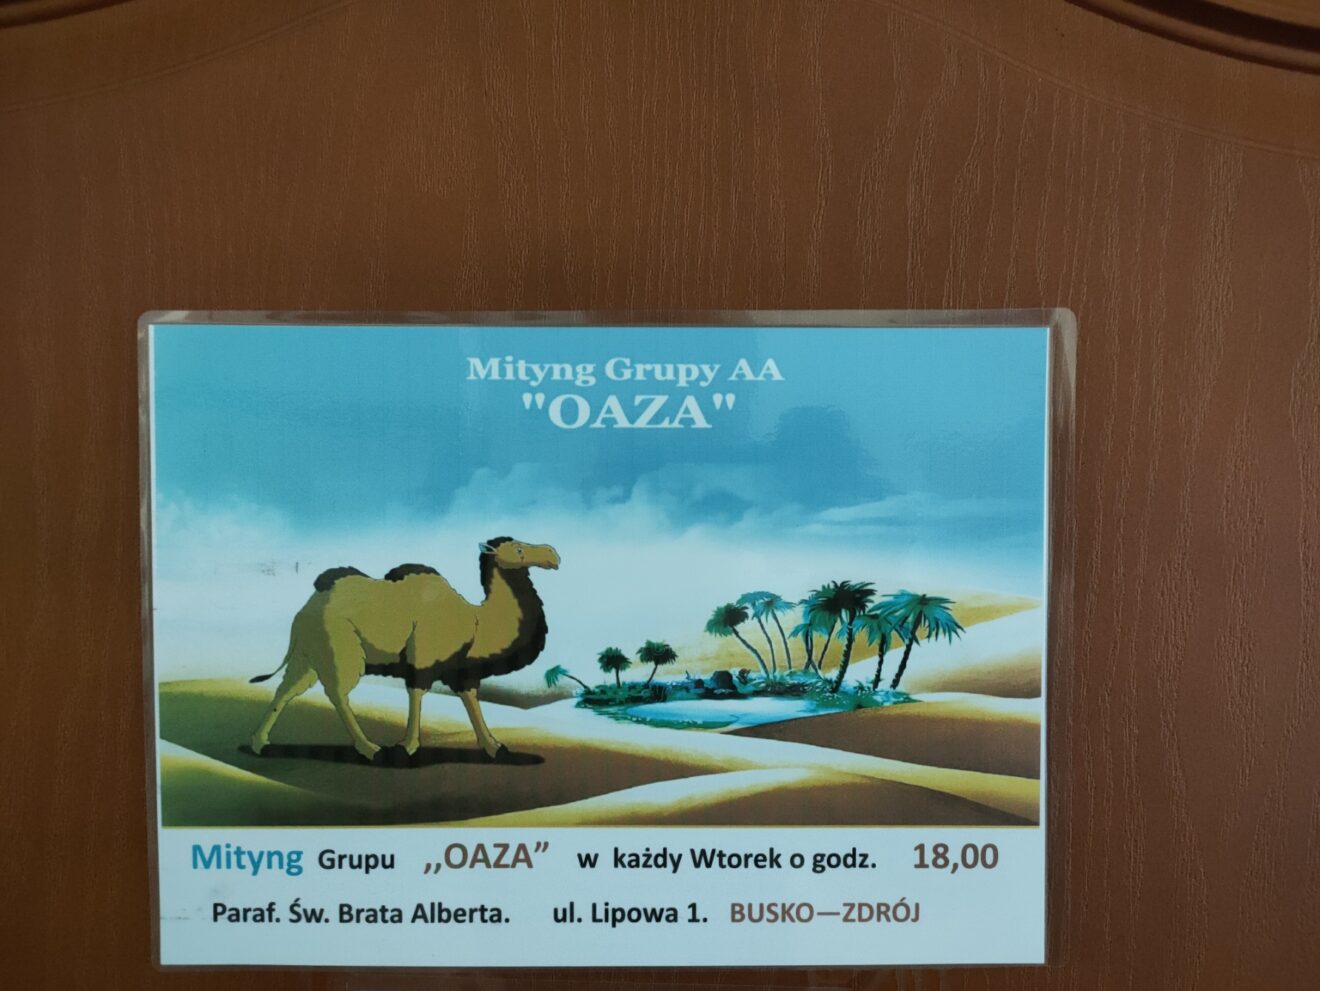 Mityng Grupy AA
"OAZA"
Mityng Grupu ,,OAZA” w każdy Wtorek o godz. 18,00
Paraf. Św. Brata Alberta. ul. Lipowa 1. BUSKO—ZDRÓJ